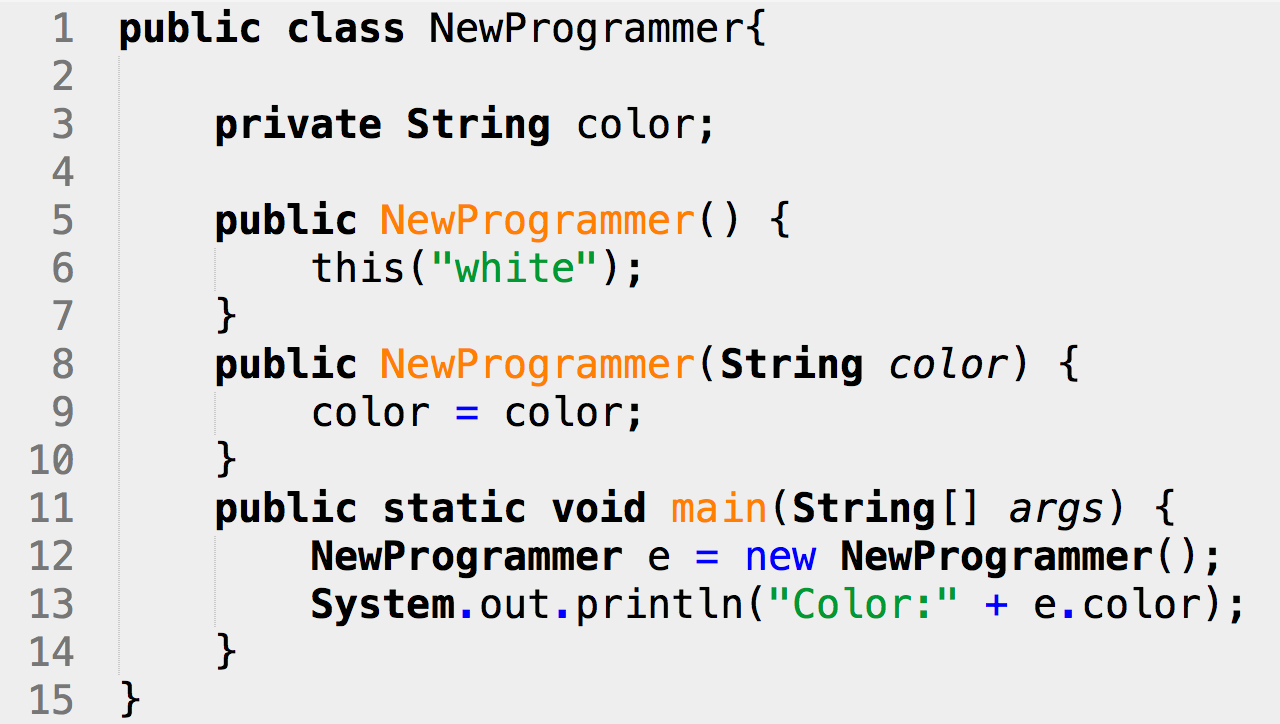 1 public class NewProgrammer{
2
3 private String color;
4
5 public NewProgrammer() {
6 this("white");
7 }
8 public NewProgrammer(String color) {
9 color = color;
10 }
11 public static void main(String[] args) {
12 NewProgrammer e = new NewProgrammer();
13 System.out.println("Color:" + e.color);
14 }
15 }